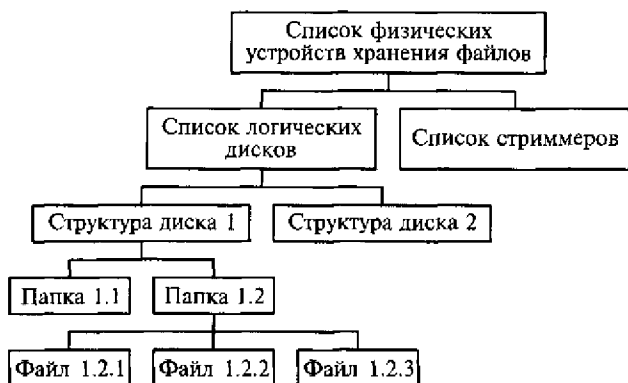 Список физических
устройств хранения файлов
Список логических
дисков
Список стриммеров
Структура диска 1
Структура диска 2
Папка 1.1
Папка 1.2
Файл 1.2.1
Файл 1.2.2
Файл 1.2.3